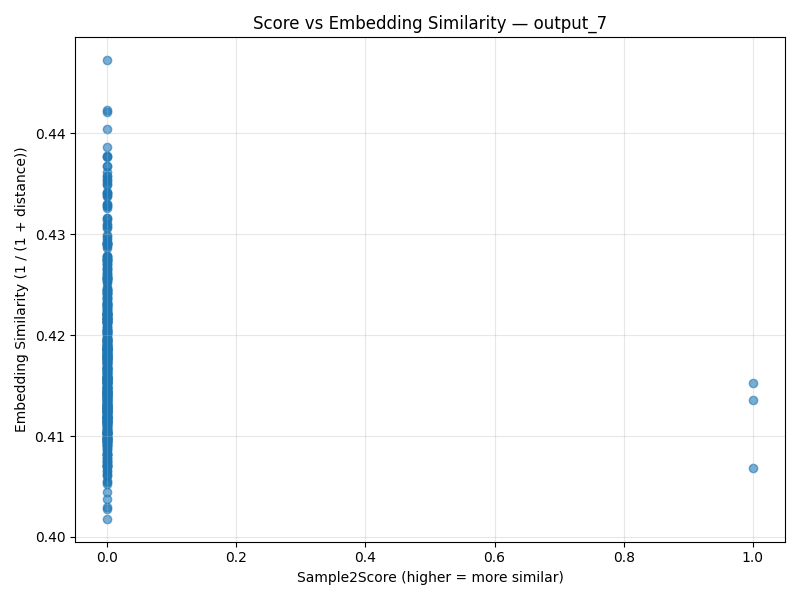 Score vs Embedding Similarity — output_7
Embedding Similarity (1 / (1 + distance))
0.44
0.43
0.42
0.41
0.40
0.0 0.2 0.4 0.6 0.8 1.0
Sample2Score (higher = more similar)